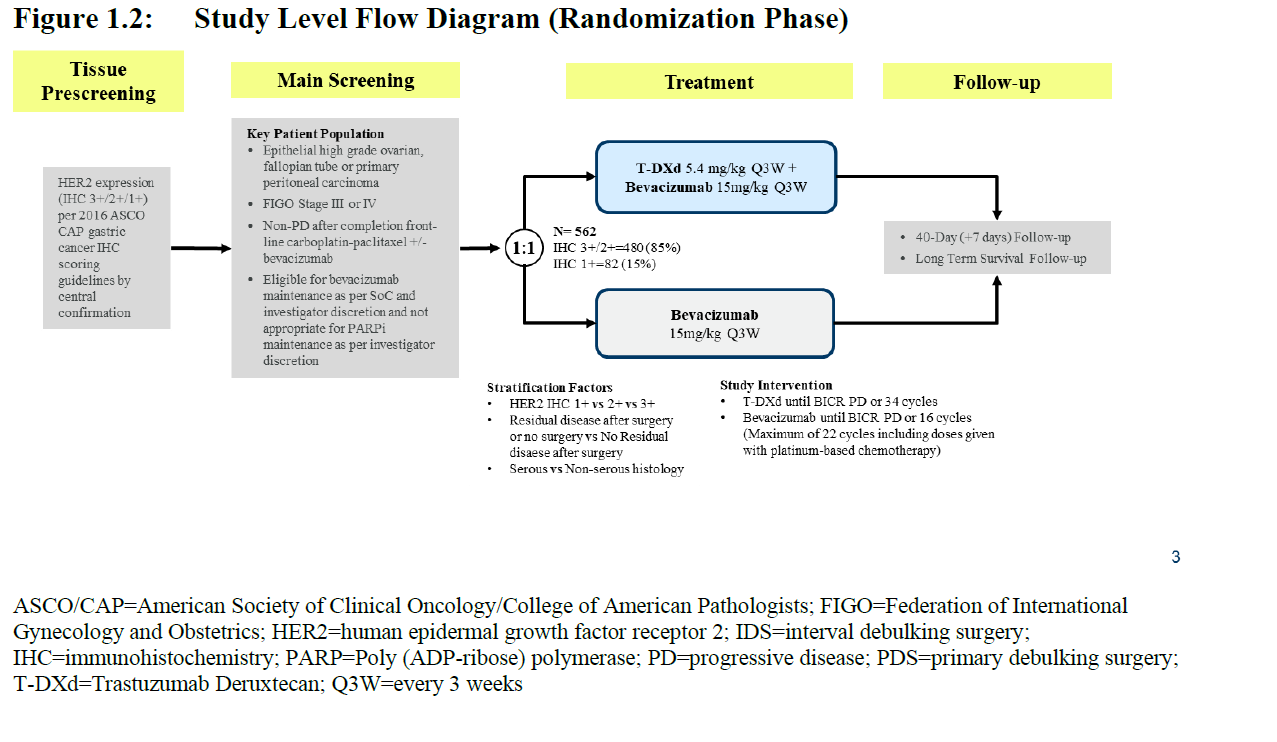 Figure 1.2: Study Level Flow Diagram (Randomization Phase)
Tissue
Prescreening
Main Screening
Treatment
Follow-up
HER2 expression
(IHC 3+/2+/1+)
per 2016 ASCO
CAP gastric
cancer IHC
scoring
guidelines by
central
confirmation
Key Patient Population
• Epithelial high grade ovarian,
fallopian tube or primary
peritoneal carcinoma
• FIGO Stage III or IV
• Non-PD after completion front-
line carboplatin-paclitaxel +/-
bevacizumab
• Eligible for bevacizumab
maintenance as per SoC and
investigator discretion and not
appropriate for PARPi
maintenance as per investigator
discretion
1:1
N= 562
IHC 3+/2+=480 (85%)
IHC 1+=82 (15%)
T-DXd 5.4 mg/kg Q3W +
Bevacizumab 15mg/kg Q3W
Bevacizumab
15mg/kg Q3W
• 40-Day (+7 days) Follow-up
• Long Term Survival Follow-up
Stratification Factors
• HER2 IHC 1+ vs 2+ vs 3+
• Residual disease after surgery
or no surgery vs No Residual
disaese after surgery
• Serous vs Non-serous histology
Study Intervention
• T-DXd until BICR PD or 34 cycles
• Bevacizumab until BICR PD or 16 cycles
(Maximum of 22 cycles including doses given
with platinum-based chemotherapy)
3
ASCO/CAP=American Society of Clinical Oncology/College of American Pathologists; FIGO=Federation of International
Gynecology and Obstetrics; HER2=human epidermal growth factor receptor 2; IDS=interval debulking surgery;
IHC=immunohistochemistry; PARP=Poly (ADP-ribose) polymerase; PD=progressive disease; PDS=primary debulking surgery;
T-DXd=Trastuzumab Deruxtecan; Q3W=every 3 weeks